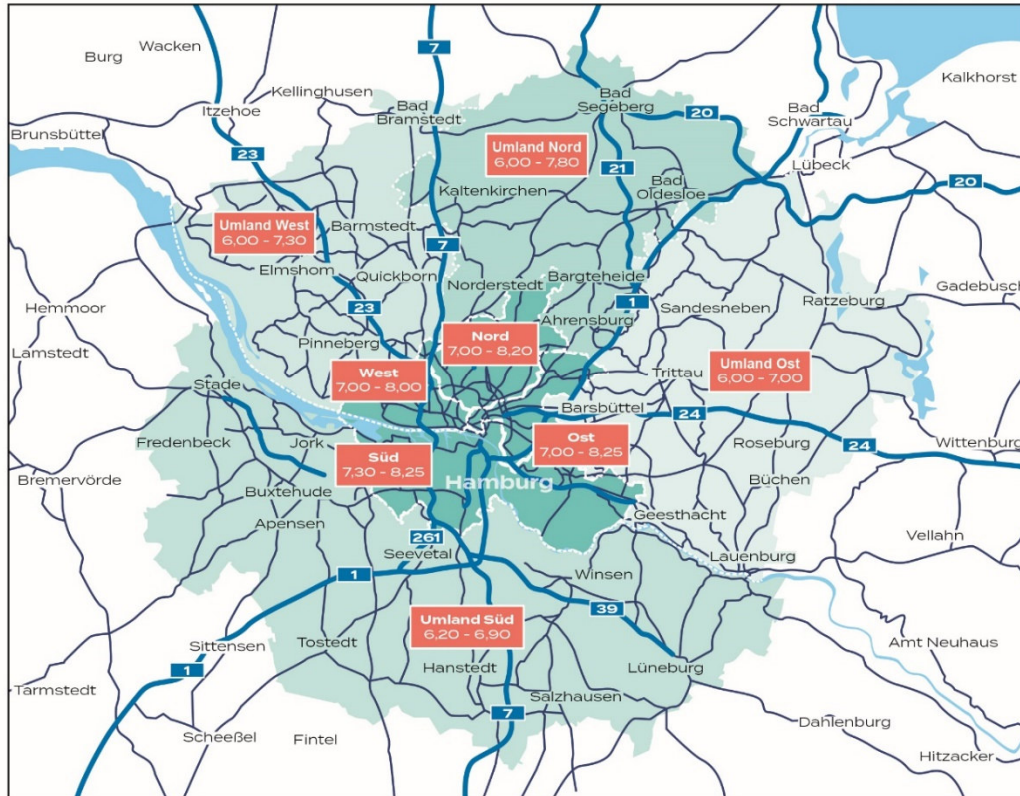 Burg
Wacken
7
Kalkhorst
Kellinghusen
Itzehoe
Bad
Bramstedt
Bad
Segeberg
20
Bad
Schwartau
Brunsbüttel
23
Umland Nord
6,00 - 7,80
21
Lübeck
Kaltenkirchen
Bad
Oldesloe
20
Umland West
6,00 - 7,30
Barmstedt
7
Elmshorn
Quickborn
Norderstedt
Bargteheide
Gadebusch
Hemmoor
23
1
Sandesneben
Ratzeburg
Ahrensburg
Pinneberg
Nord
7,00 - 8,20
Lamstedt
West
7,00 - 8,00
Trittau
Umland Ost
6,00 - 7,00
Stade
Barsbüttel
24
Fredenbeck
Jork
Ost
7,00 - 8,25
Roseburg
24
Wittenburg
Süd
7,30 - 8,25
Bremervörde
Hamburg
Büchen
Buxtehude
Geesthacht
Apensen
261
Vellahn
Seevetal
Lauenburg
1
Winsen
39
Umland Süd
6,20 - 6,90
Sittensen
Tostedt
Amt Neuhaus
1
Hanstedt
Lüneburg
Tarmstedt
Salzhausen
7
Dahlenburg
Scheeßel
Fintel
Hitzacker